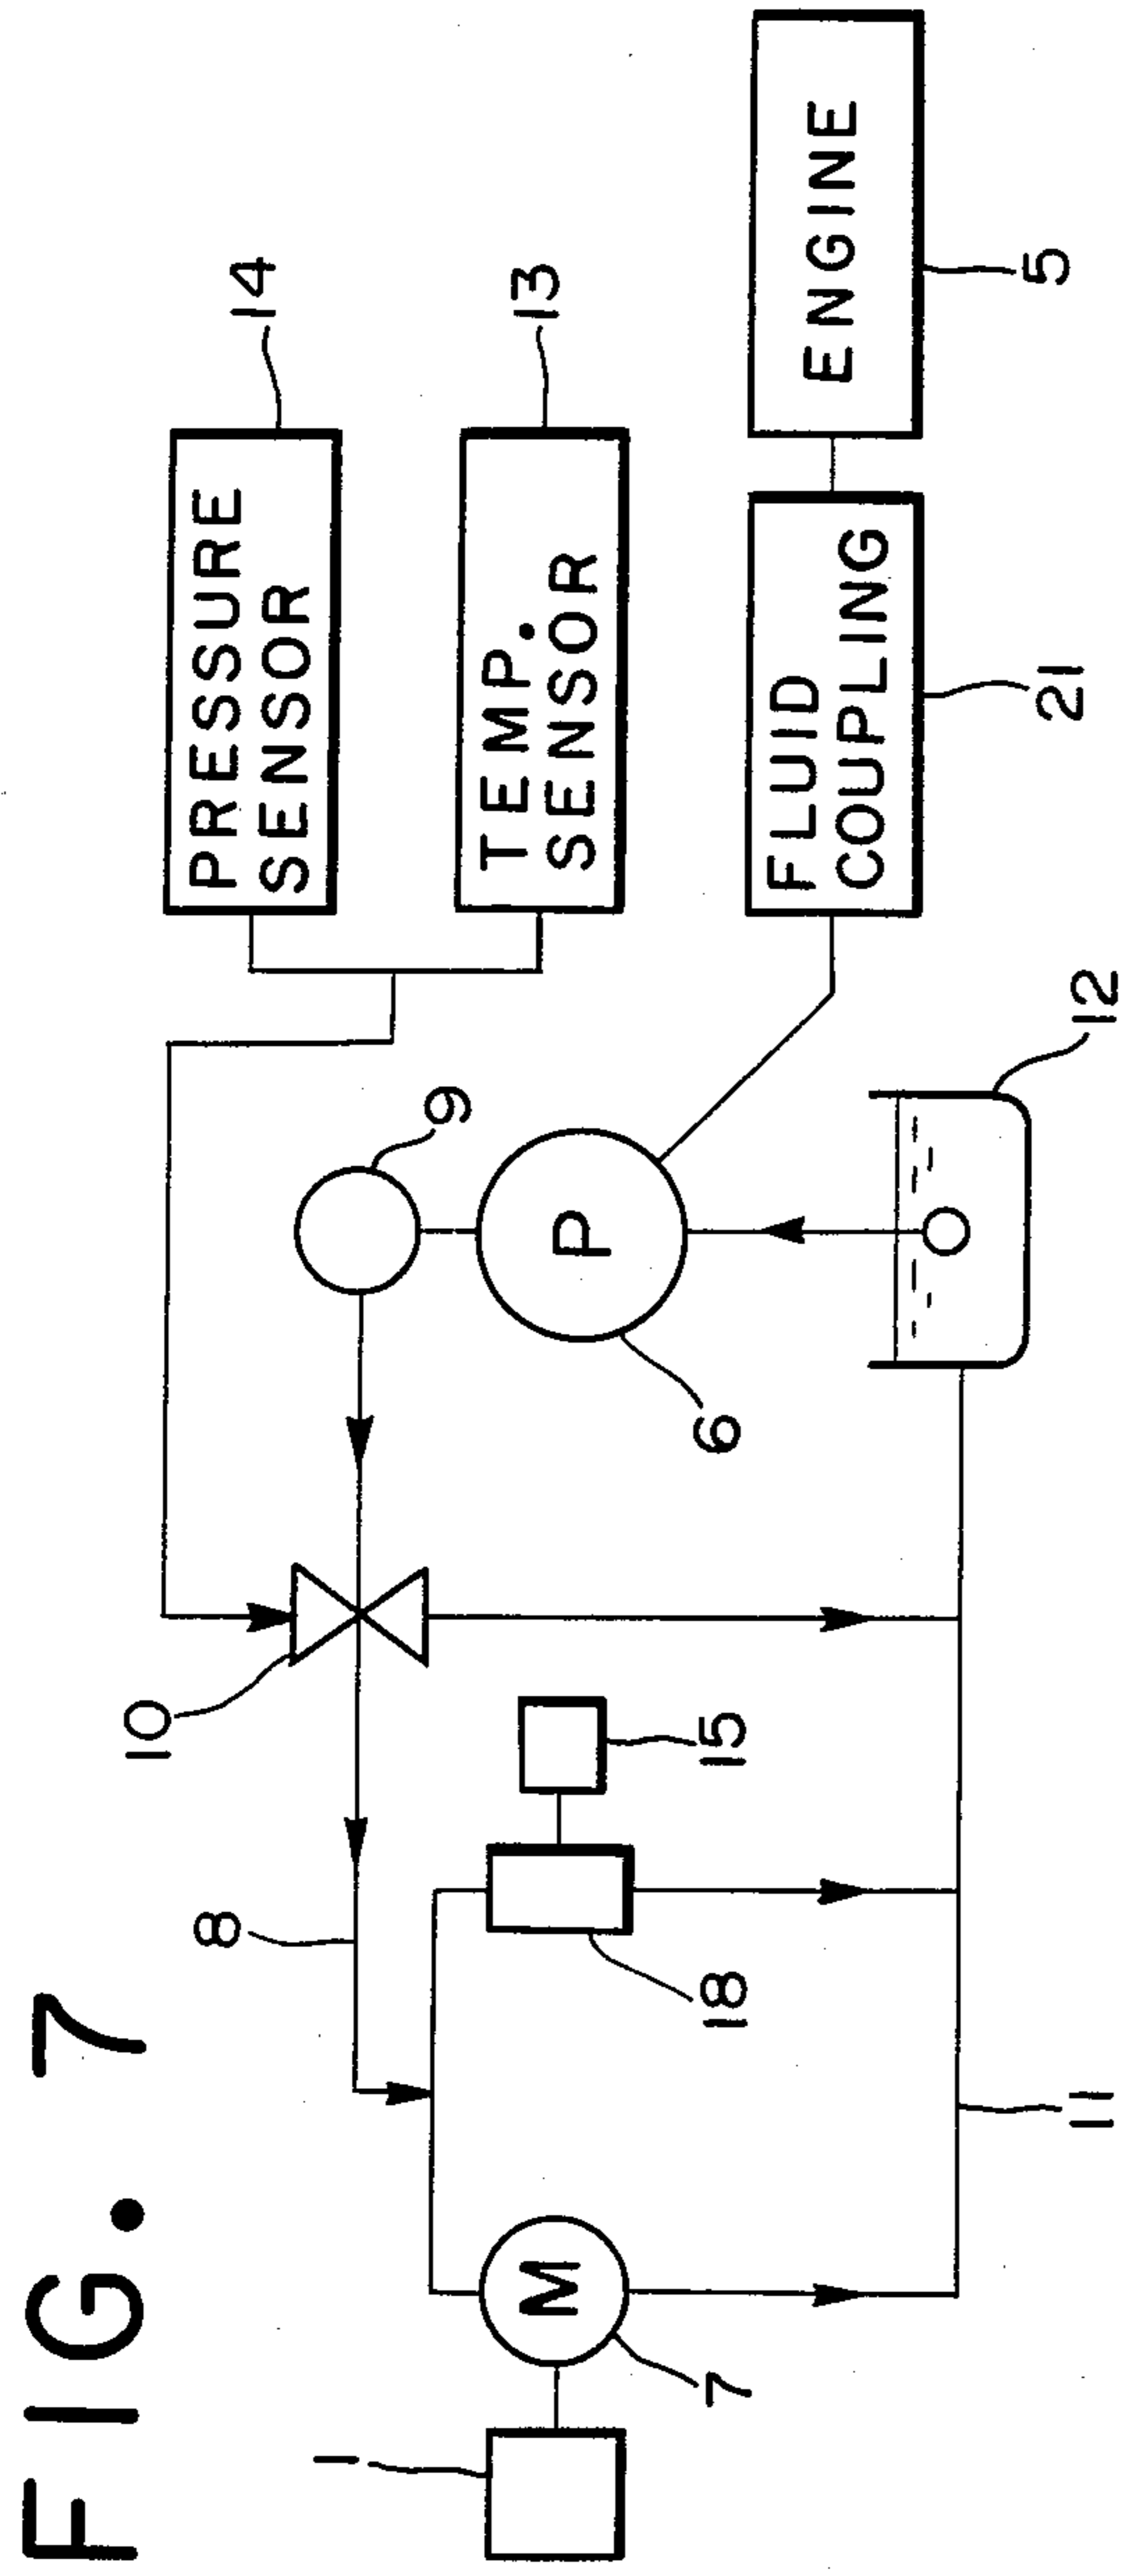 FIG. 7
14
PRESSURE
SENSOR
13
TEMP.
SENSOR
ENGINE
5
FLUID
COUPLING
21
9
P
6
12
10
8
15
18
M
7
1
11